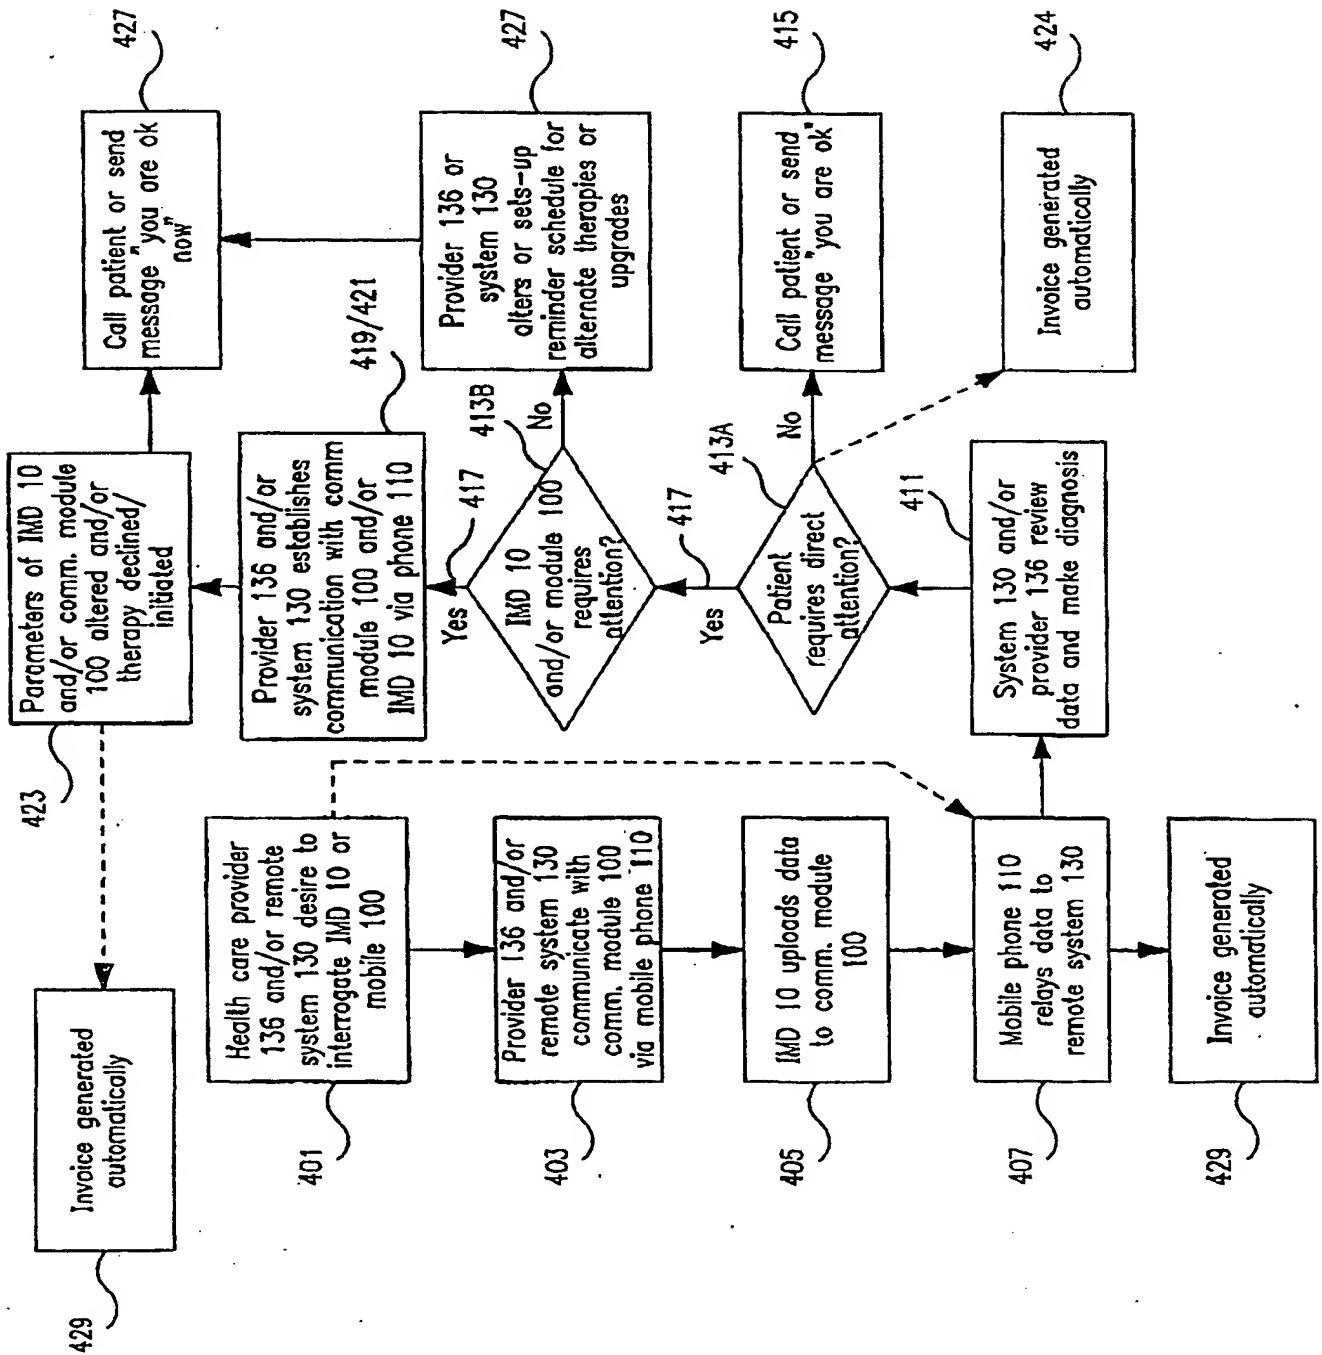 427
Call patient or send
message "you are ok
now"
427
Provider 136 or
system 130
alters or sets-up
reminder schedule for
alternate therapies or
upgrades
415
Call patient or send
message "you are ok"
424
Invoice generated
automatically
419/421
413B
No
413A
No
Parameters of IMD 10
and/or comm. module
100 altered and/or
therapy declined/
initiated
Provider 136 and/or
system 130 establishes
communication with comm
module 100 and/or
IMD 10 via phone 110
417
Yes
IMD 10
and/or module 100
requires
attention?
417
Yes
Patient
requires direct
attention?
411
System 130 and/or
provider 136 review
data and make diagnosis
423
Health care provider
136 and/or remote
system 130 desire to
interrogate IMD 10 or
mobile 100
401
Provider 136 and/or
remote system 130
communicate with
comm. module 100
via mobile phone 110
403
IMD 10 uploads data
to comm. module to
100
405
Mobile phone 110
relays data to
remote system 130
407
Invoice generated
automatically
429
Invoice generated
automatically
429